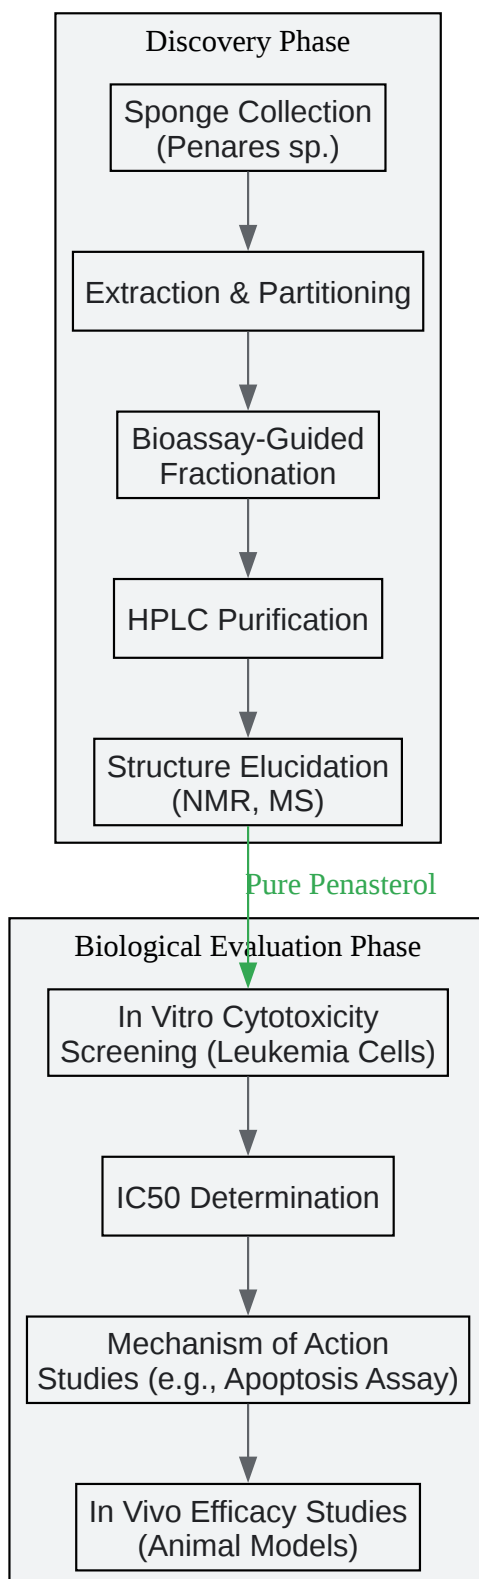 Discovery Phase
Sponge Collection
(Penares sp.)
Extraction & Partitioning
Bioassay-Guided
Fractionation
HPLC Purification
Structure Elucidation
(NMR, MS)
Pure Penasterol
Biological Evaluation Phase
In Vitro Cytotoxicity
Screening (Leukemia Cells)
IC50 Determination
Mechanism of Action
Studies (e.g., Apoptosis Assay)
In Vivo Efficacy Studies
(Animal Models)